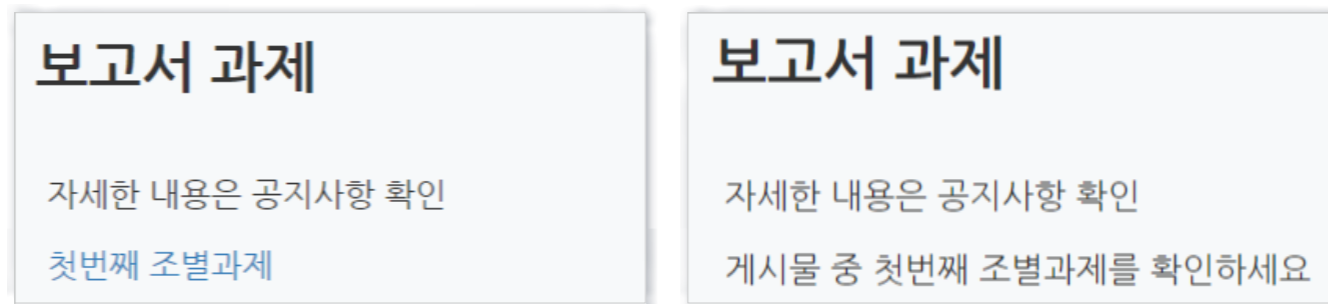 보고서 과제
자세한 내용은 공지사항 확인
첫번째 조별과제
보고서 과제
자세한 내용은 공지사항 확인
게시물 중 첫번째 조별과제를 확인하세요